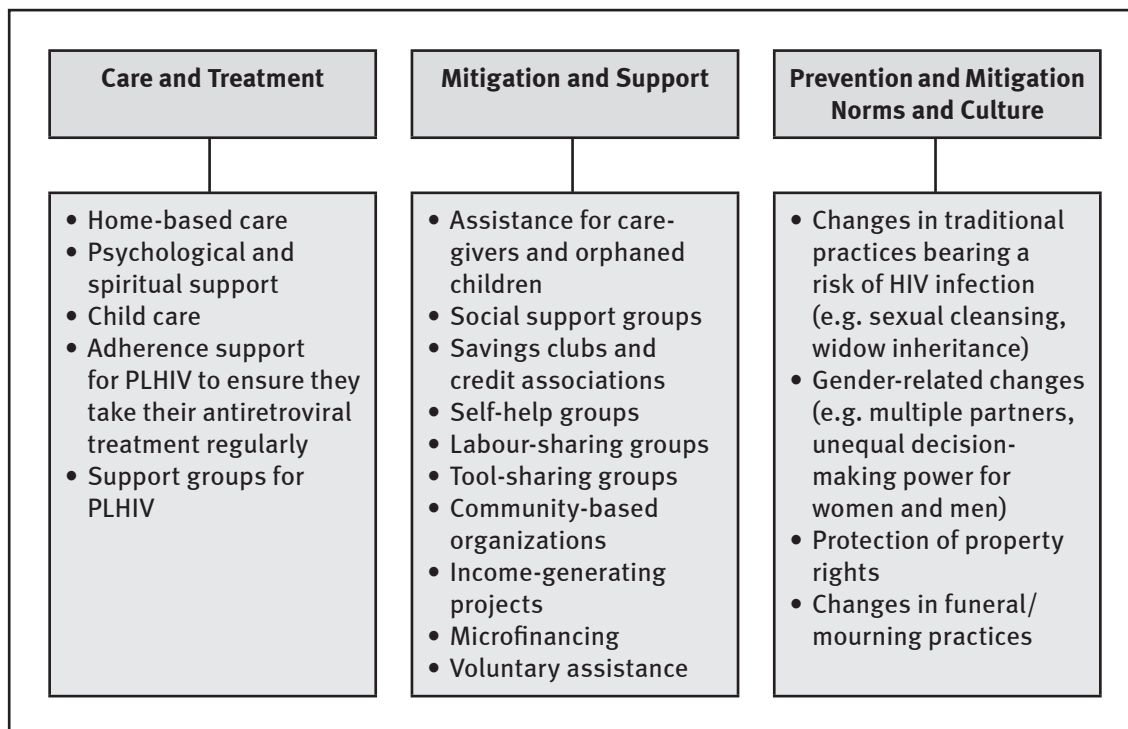 Care and Treatment
• Home-based care
• Psychological and
spiritual support
• Child care
• Adherence support
for PLHIV to ensure they
take their antiretroviral
treatment regularly
• Support groups for
PLHIV
Mitigation and Support
• Assistance for care-
givers and orphaned
children
• Social support groups
• Savings clubs and
credit associations
• Self-help groups
• Labour-sharing groups
• Tool-sharing groups
• Community-based
organizations
• Income-generating
projects
• Microfinancing
• Voluntary assistance
Prevention and Mitigation
Norms and Culture
• Changes in traditional
practices bearing a
risk of HIV infection
(e.g. sexual cleansing,
widow inheritance)
• Gender-related changes
(e.g. multiple partners,
unequal decision-
making power for
women and men)
• Protection of property
rights
• Changes in funeral/
mourning practices